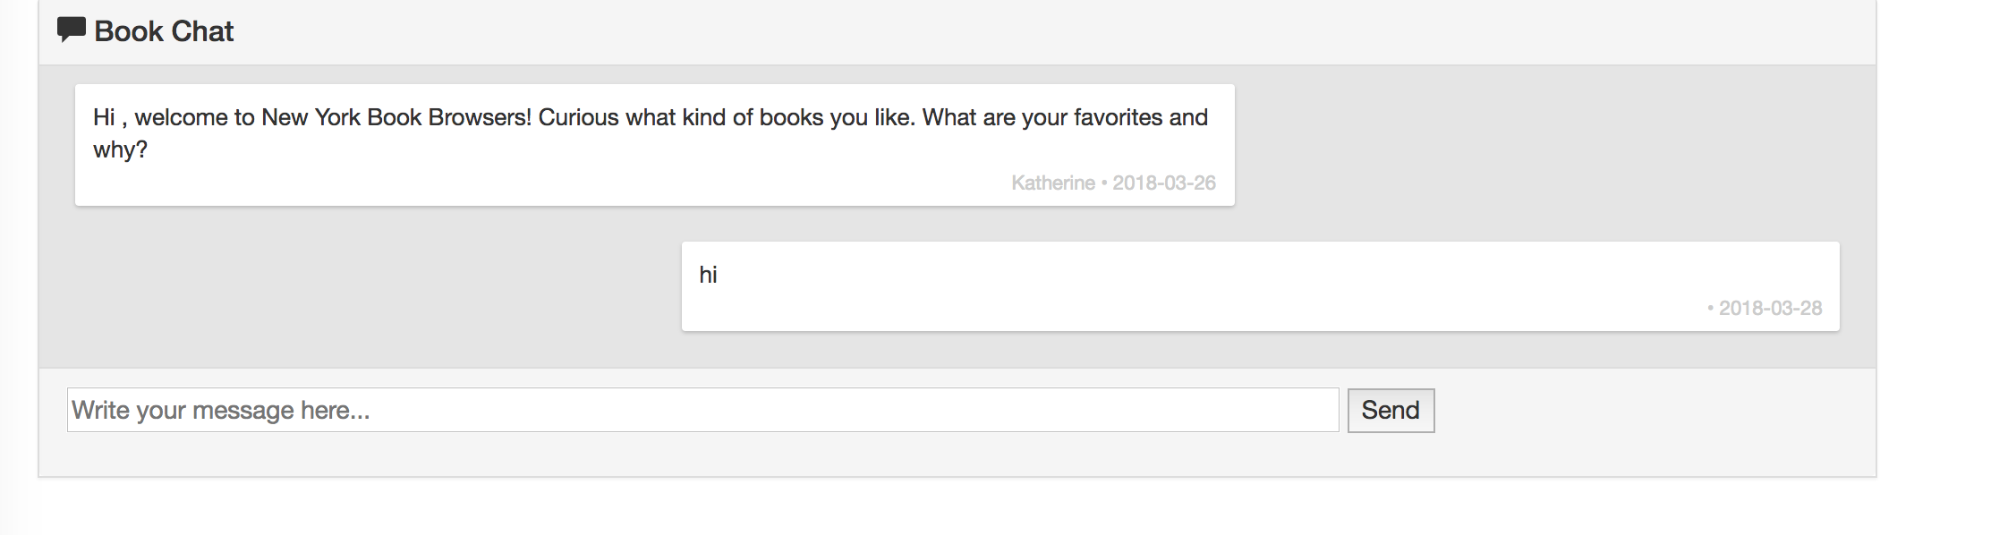 Book Chat
Hi , welcome to New York Book Browsers! Curious what kind of books you like. What are your favorites and
why?
Katherine • 2018-03-26
hi
• 2018-03-28
Write your message here...
Send